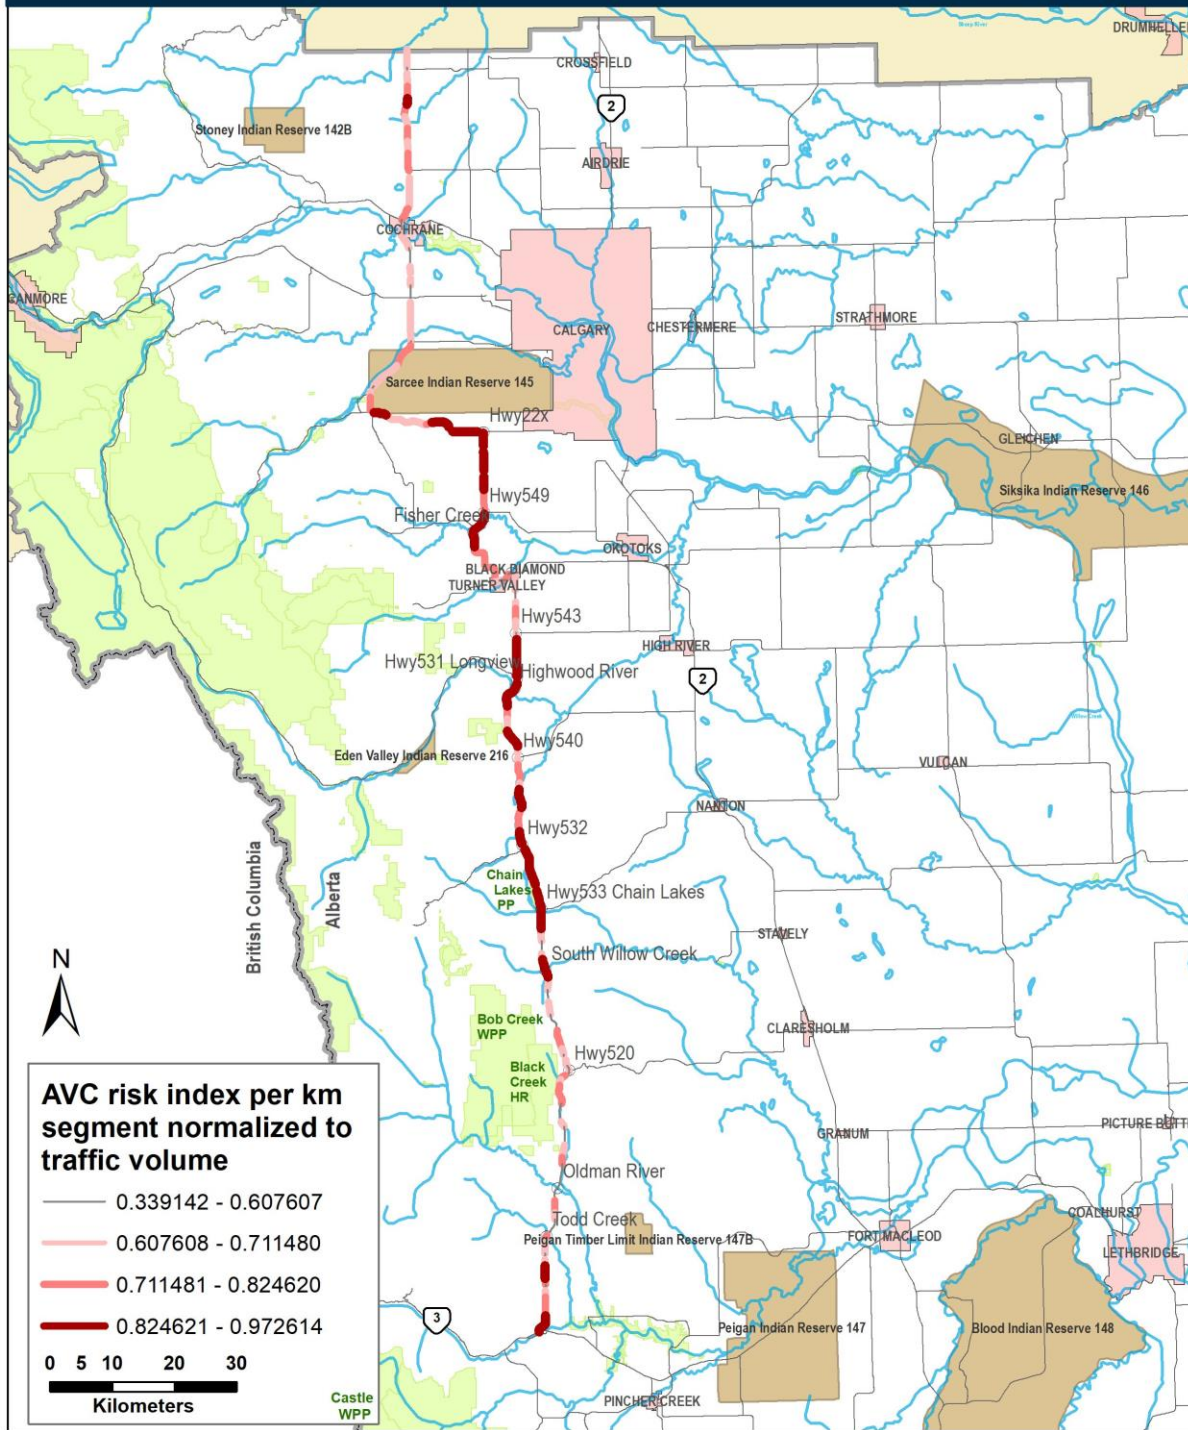 DRUMHELLE
CROSSFIELD
2
Stoney Indian Reserve 142B
AIRDRIE
COCHRANE
CANMORE
CALGARY
CHESTERMERE
STRATHMORE
Sarcee Indian Reserve 145
Hwy22x
GLEICHEN
Siksika Indian Reserve 146
Hwy549
Fisher Creek
OKOTOKS
BLACK DIAMOND
TURNER VALLEY
Hwy543
HIGH RIVER
Hwy531 Longview
Highwood River
2
Hwy540
Eden Valley Indian Reserve 216
VULCAN
NANTON
Hwy532
British Columbia
Alberta
Chain
Lakes
PP
Hwy533 Chain Lakes
STAVELY
South Willow Creek
N
Bob Creek
WPP
CLARESHOLM
Hwy520
Black
Creek
HR
AVC risk index per km
segment normalized to
traffic volume
0.339142 - 0.607607
0.607608 - 0.711480
0.711481 - 0.824620
0.824621 - 0.972614
0 5 10 20 30
Kilometers
PICTURE BUTT
GRANUM
Oldman River
Todd Creek
Peigan Timber Limit Indian Reserve 147B
COALHURST
FORT MACLEOD
LETHBRIDGE
3
Peigan Indian Reserve 147
Blood Indian Reserve 148
Castle
WPP
PINCHER CREEK